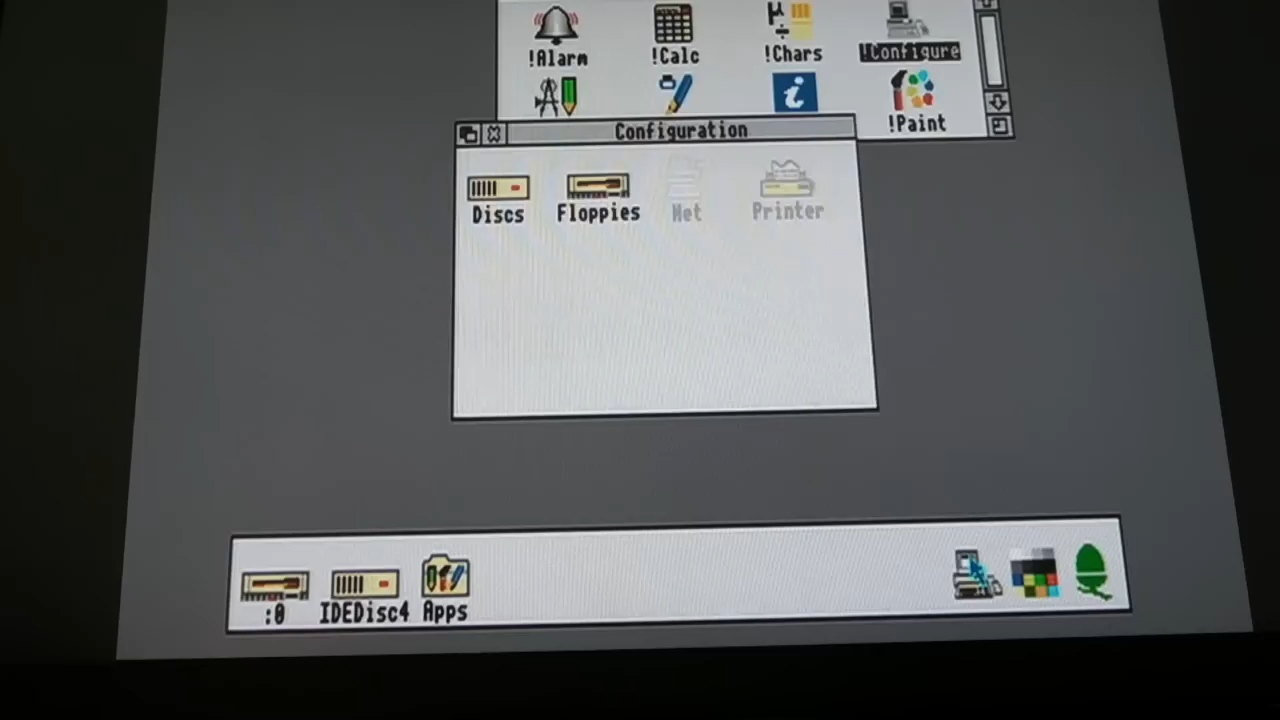 !Alarm !Calc !Chars !Configure
!Paint
Configuration
Discs Floppies Net Printer
:0 IDEDisc4 Apps